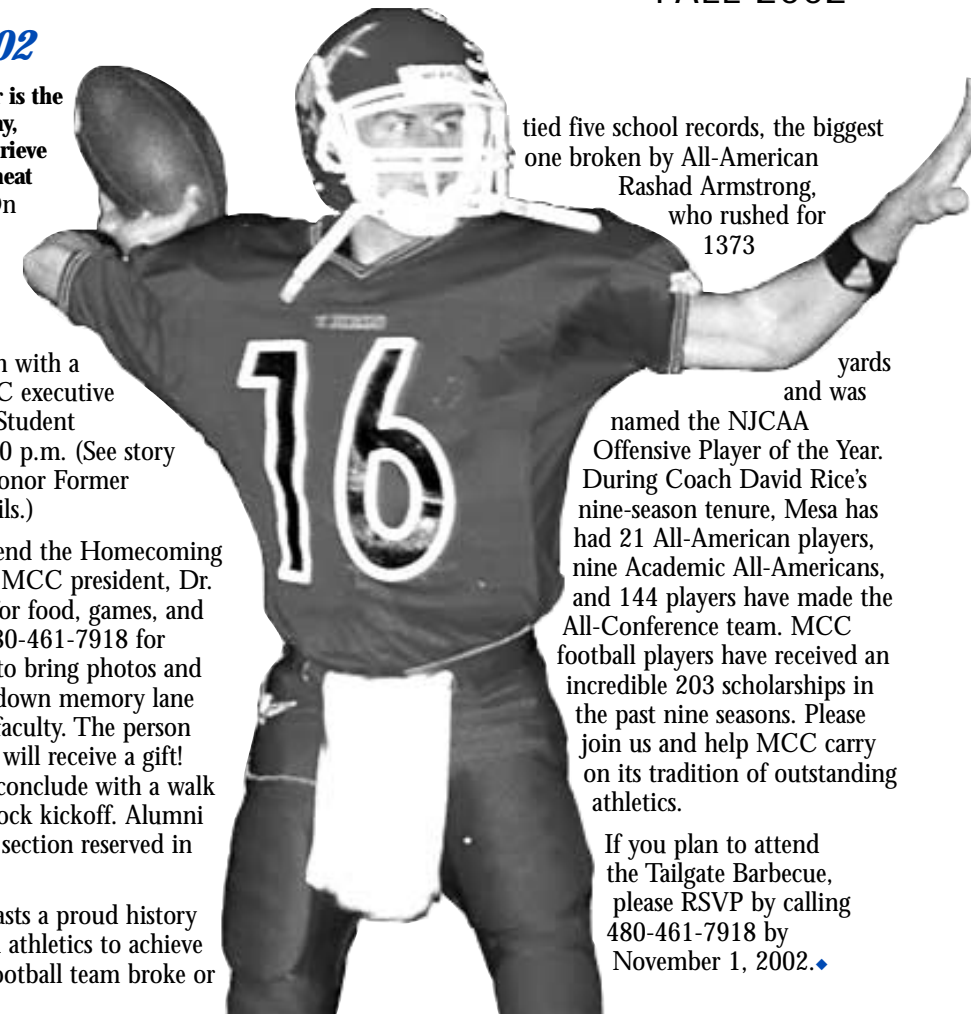 FALL 2002
02
r is the
ay,
rieve
neat
On
n with a
C executive
Student
0 p.m. (See story
onor Former
ils.)
end the Homecoming
MCC president, Dr.
for food, games, and
80-461-7918 for
to bring photos and
down memory lane
faculty. The person
will receive a gift!
conclude with a walk
ock kickoff. Alumni
section reserved in
asts a proud history
athletics to achieve
ootball team broke or
16
tied five school records, the biggest
one broken by All-American
Rashad Armstrong,
who rushed for
1373
yards
and was
named the NJCAA
Offensive Player of the Year.
During Coach David Rice’s
nine-season tenure, Mesa has
had 21 All-American players,
nine Academic All-Americans,
and 144 players have made the
All-Conference team. MCC
football players have received an
incredible 203 scholarships in
the past nine seasons. Please
join us and help MCC carry
on its tradition of outstanding
athletics.
If you plan to attend
the Tailgate Barbecue,
please RSVP by calling
480-461-7918 by
November 1, 2002.◆